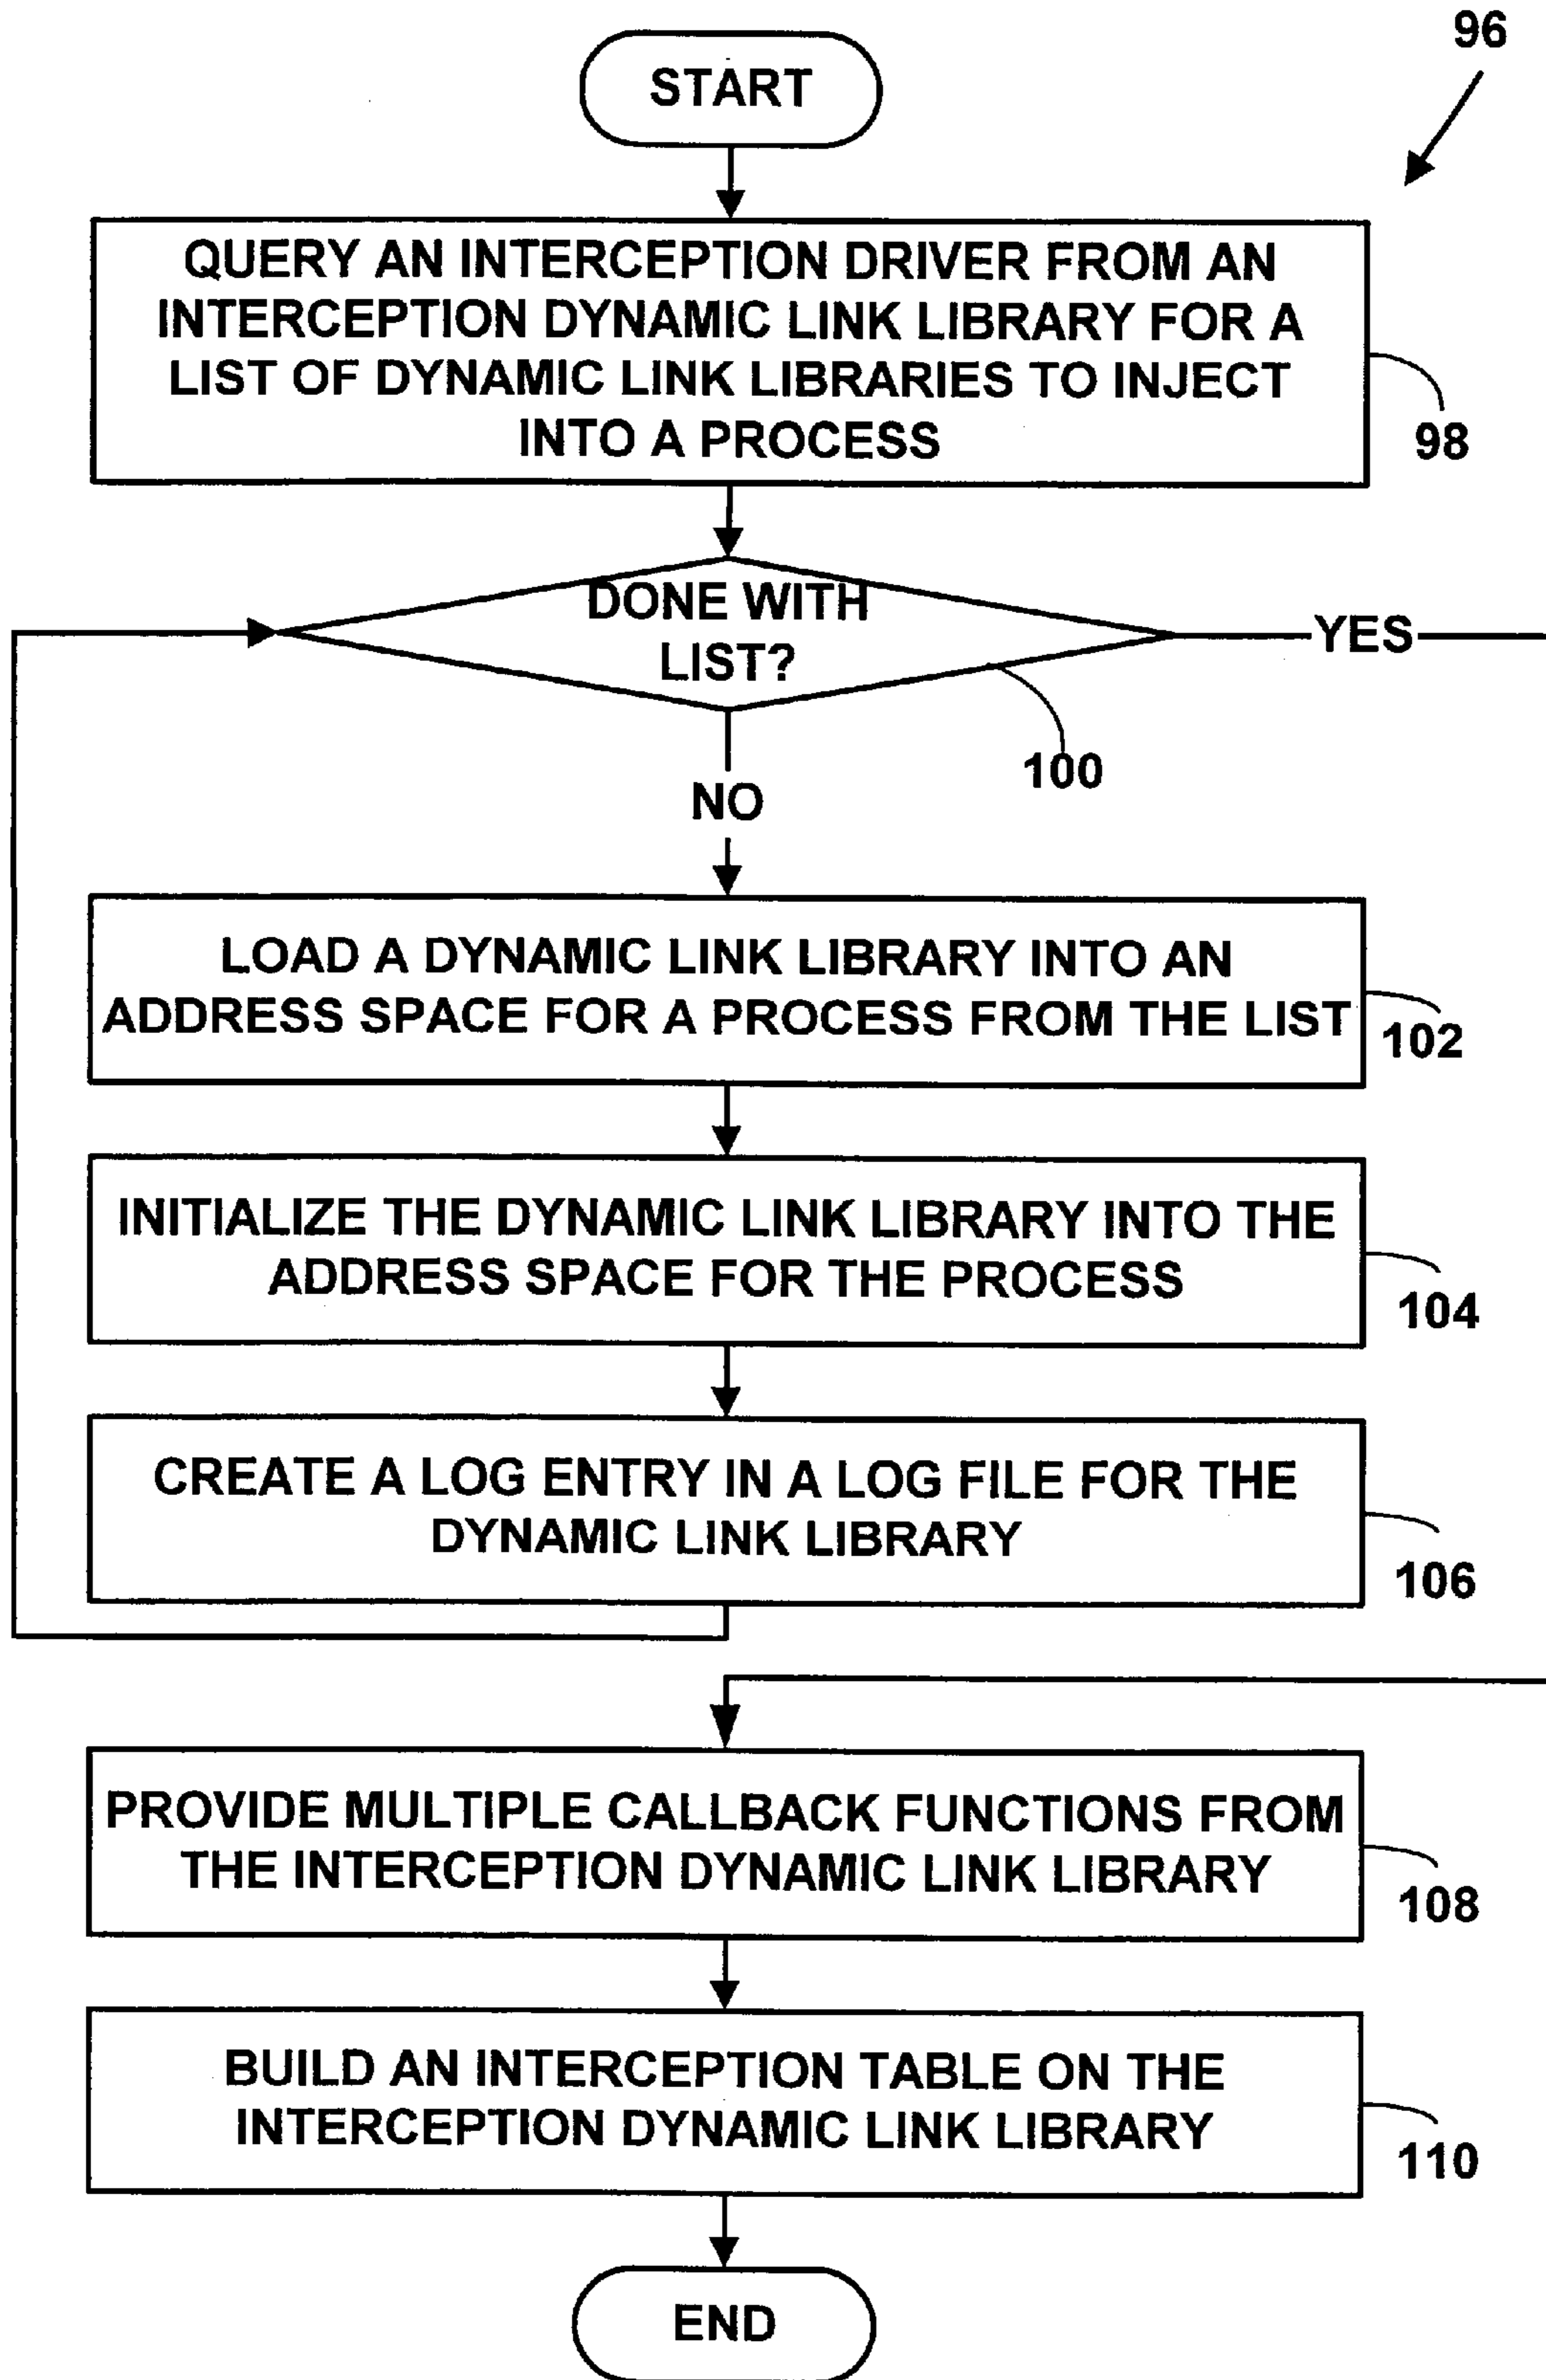 96
START
QUERY AN INTERCEPTION DRIVER FROM AN
INTERCEPTION DYNAMIC LINK LIBRARY FOR A
LIST OF DYNAMIC LINK LIBRARIES TO INJECT
INTO A PROCESS
98
DONE WITH
LIST?
YES
100
NO
LOAD A DYNAMIC LINK LIBRARY INTO AN
ADDRESS SPACE FOR A PROCESS FROM THE LIST
102
INITIALIZE THE DYNAMIC LINK LIBRARY INTO THE
ADDRESS SPACE FOR THE PROCESS
104
CREATE A LOG ENTRY IN A LOG FILE FOR THE
DYNAMIC LINK LIBRARY
106
PROVIDE MULTIPLE CALLBACK FUNCTIONS FROM
THE INTERCEPTION DYNAMIC LINK LIBRARY
108
BUILD AN INTERCEPTION TABLE ON THE
INTERCEPTION DYNAMIC LINK LIBRARY
110
END